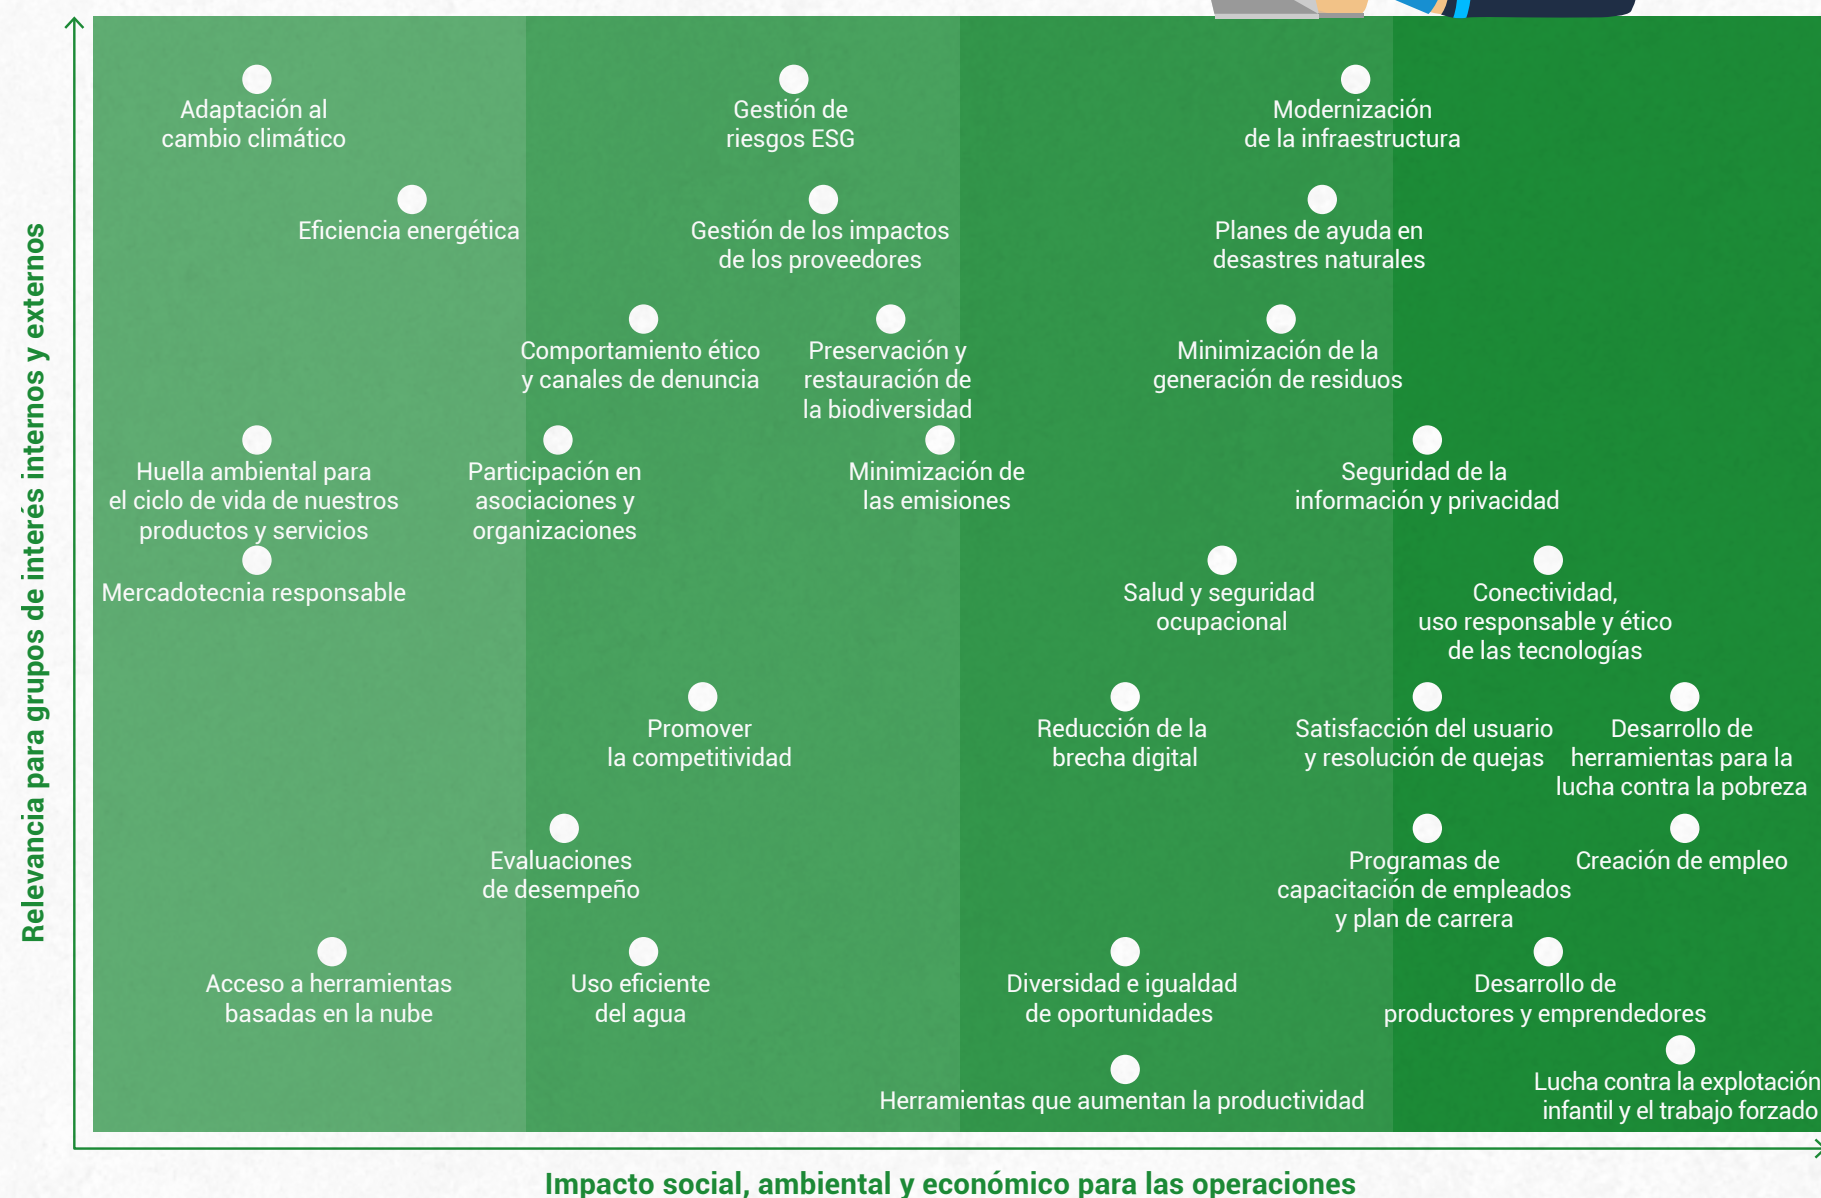 Relevancia para grupos de interés internos y externos
Adaptación al
cambio climático
Gestión de
riesgos ESG
Modernización
de la infraestructura
Eficiencia energética
Gestión de los impactos
de los proveedores
Planes de ayuda en
desastres naturales
Comportamiento ético
y canales de denuncia
Preservación y
restauración de
la biodiversidad
Minimización de la
generación de residuos
Huella ambiental para
el ciclo de vida de nuestros
productos y servicios
Participación en
asociaciones y
organizaciones
Minimización de
las emisiones
Seguridad de la
información y privacidad
Mercadotecnia responsable
Salud y seguridad
ocupacional
Conectividad,
uso responsable y ético
de las tecnologías
Promover
la competitividad
Reducción de la
brecha digital
Satisfacción del usuario
y resolución de quejas
Desarrollo de
herramientas para la
lucha contra la pobreza
Evaluaciones
de desempeño
Programas de
capacitación de empleados
y plan de carrera
Creación de empleo
Acceso a herramientas
basadas en la nube
Uso eficiente
del agua
Diversidad e igualdad
de oportunidades
Desarrollo de
productores y emprendedores
Herramientas que aumentan la productividad
Lucha contra la explotación
infantil y el trabajo forzado
Impacto social, ambiental y económico para las operaciones